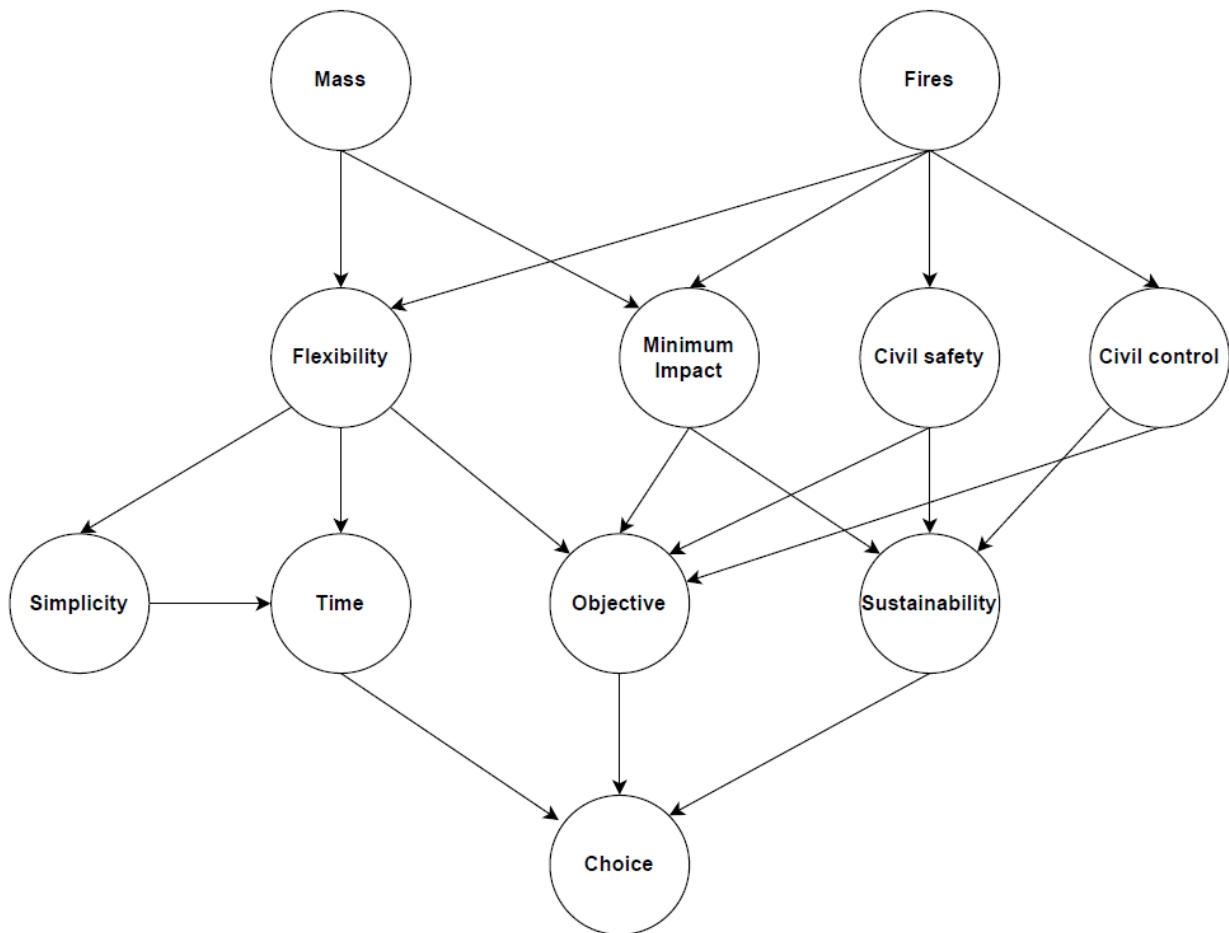 Mass
Fires
Flexibility
Minimum
Impact
Civil safety
Civil control
Simplicity
Time
Objective
Sustainability
Choice